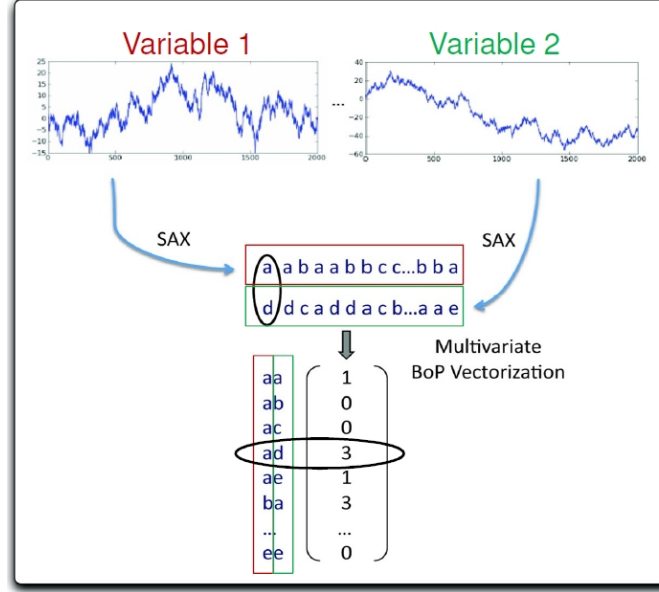 Variable 1
Variable 2
25
20
15
10
5
0
-5
-10
-15
0
500
1000
1500
2000
...
40
20
0
-20
-40
-60
0
500
1000
1500
2000
SAX
SAX
a a b a a b b c c...b b a
d d c a d d a c b...a a e
Multivariate
BoP Vectorization
aa 1
ab 0
ac 0
ad 3
ae 1
ba 3
... ...
ee 0